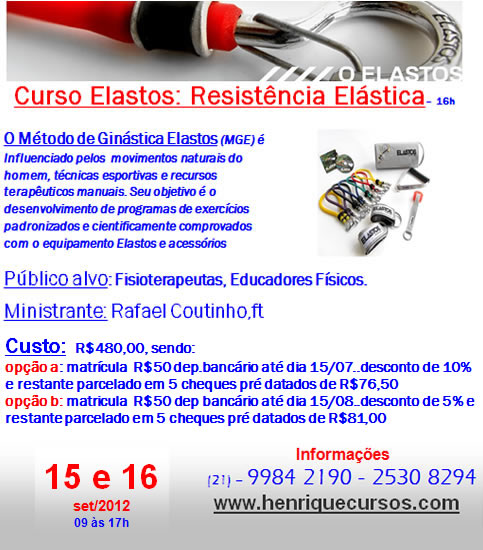 ELASTOS
O ELASTOS
Curso Elastos: Resistência Elástica- 16h
O Método de Ginástica Elastos (MGE) é
Influenciado pelos movimentos naturais do
homem, técnicas esportivas e recursos
terapêuticos manuais. Seu objetivo é o
desenvolvimento de programas de exercícios
padronizados e cientificamente comprovados
com o equipamento Elastos e acessórios
ELASTOS
Público alvo: Fisioterapeutas, Educadores Físicos.
Ministrante: Rafael Coutinho,ft
Custo: R$480,00, sendo:
opção a: matrícula R$50 dep.bancário até dia 15/07..desconto de 10%
e restante parcelado em 5 cheques pré datados de R$76,50
opção b: matricula R$50 dep bancário até dia 15/08..desconto de 5% e
restante parcelado em 5 cheques pré datados de R$81,00
15 e 16
set/2012
09 às 17h
Informações
(21) - 9984 2190 - 2530 8294
www.henriquecursos.com